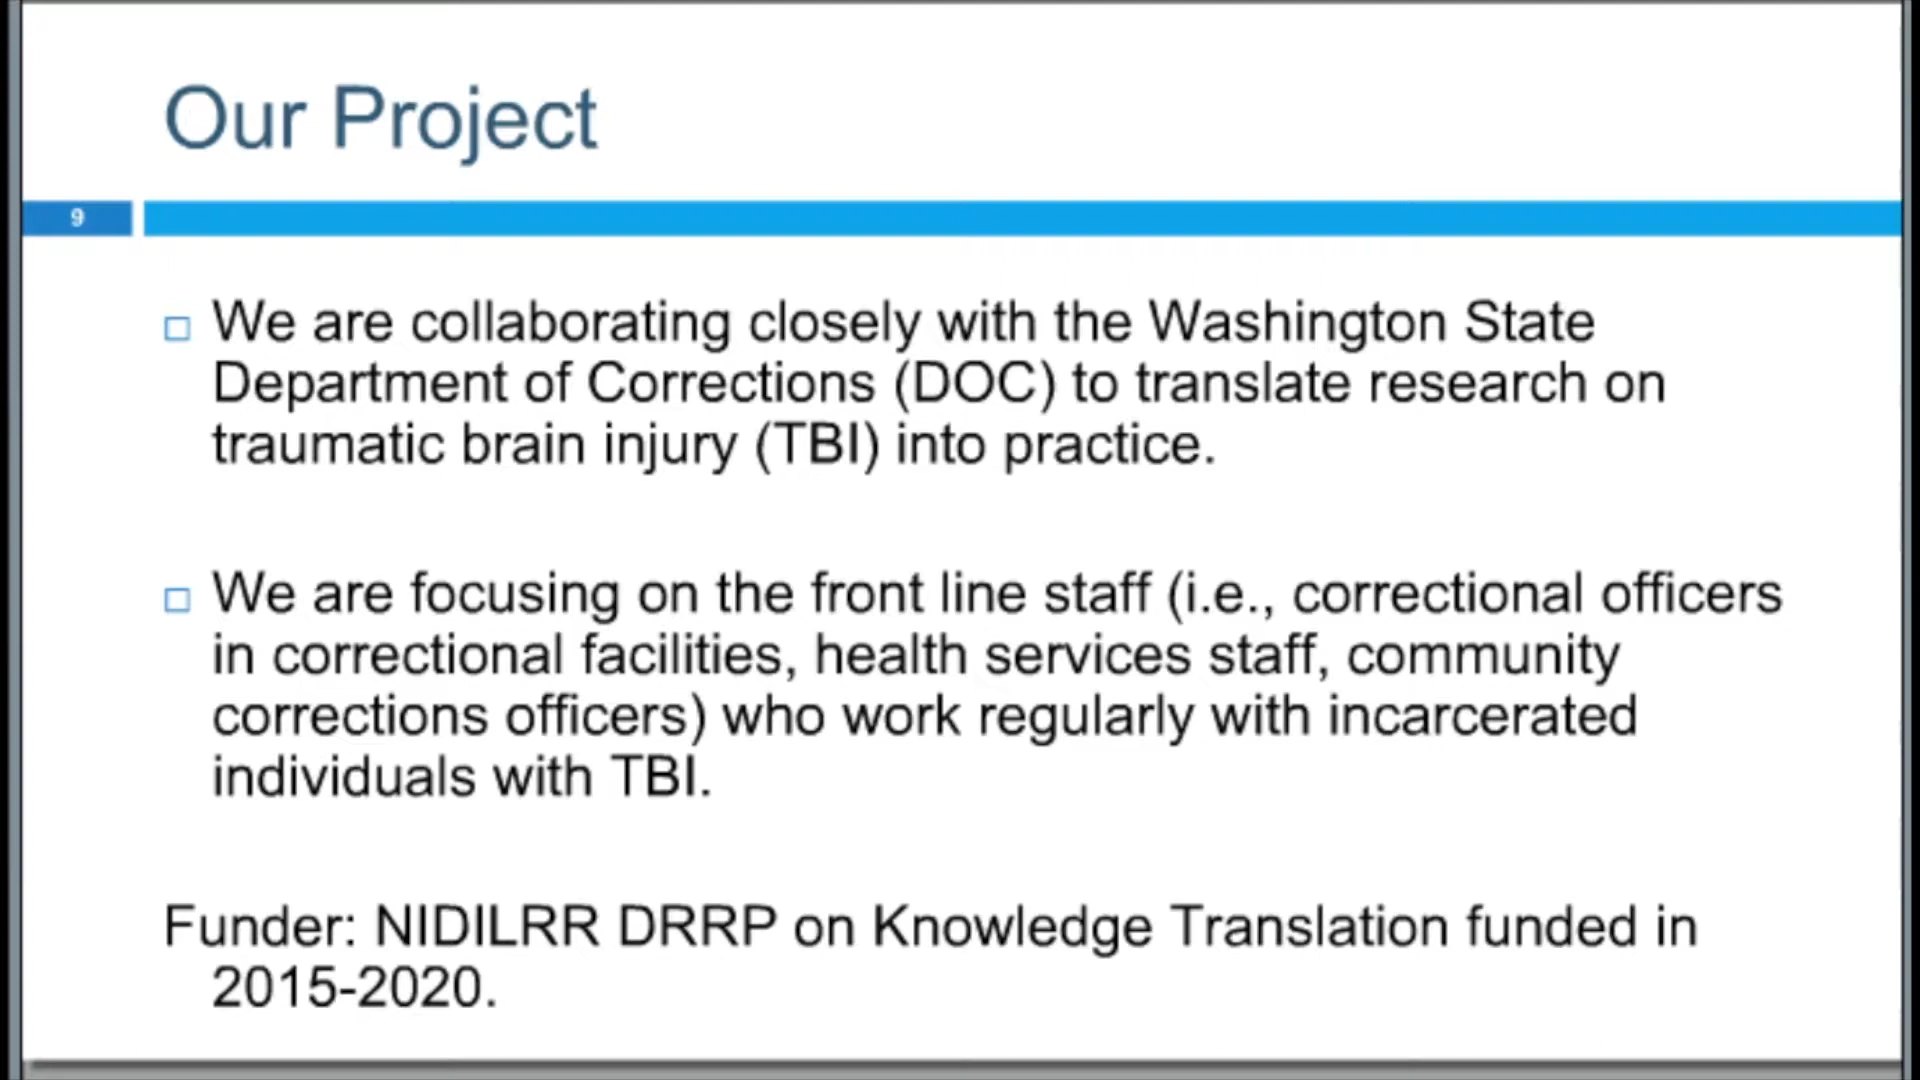 Our Project
9
We are collaborating closely with the Washington State
Department of Corrections (DOC) to translate research on
traumatic brain injury (TBI) into practice.
We are focusing on the front line staff (i.e., correctional officers
in correctional facilities, health services staff, community
corrections officers) who work regularly with incarcerated
individuals with TBI.
Funder: NIDILRR DRRP on Knowledge Translation funded in
2015-2020.